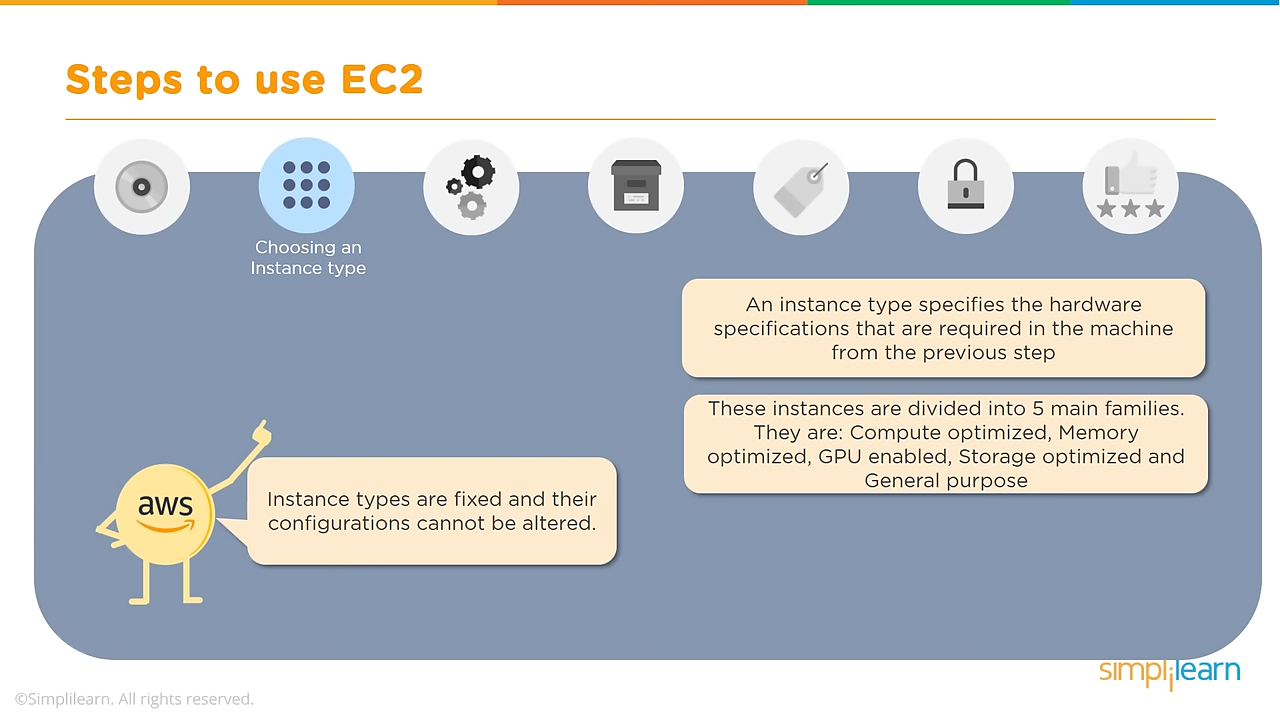 Steps to use EC2
Choosing an
Instance type
An instance type specifies the hardware
specifications that are required in the machine
from the previous step
These instances are divided into 5 main families.
They are: Compute optimized, Memory
optimized, GPU enabled, Storage optimized and
General purpose
aws
Instance types are fixed and their
configurations cannot be altered.
simplilearn
©Simplilearn. All rights reserved.